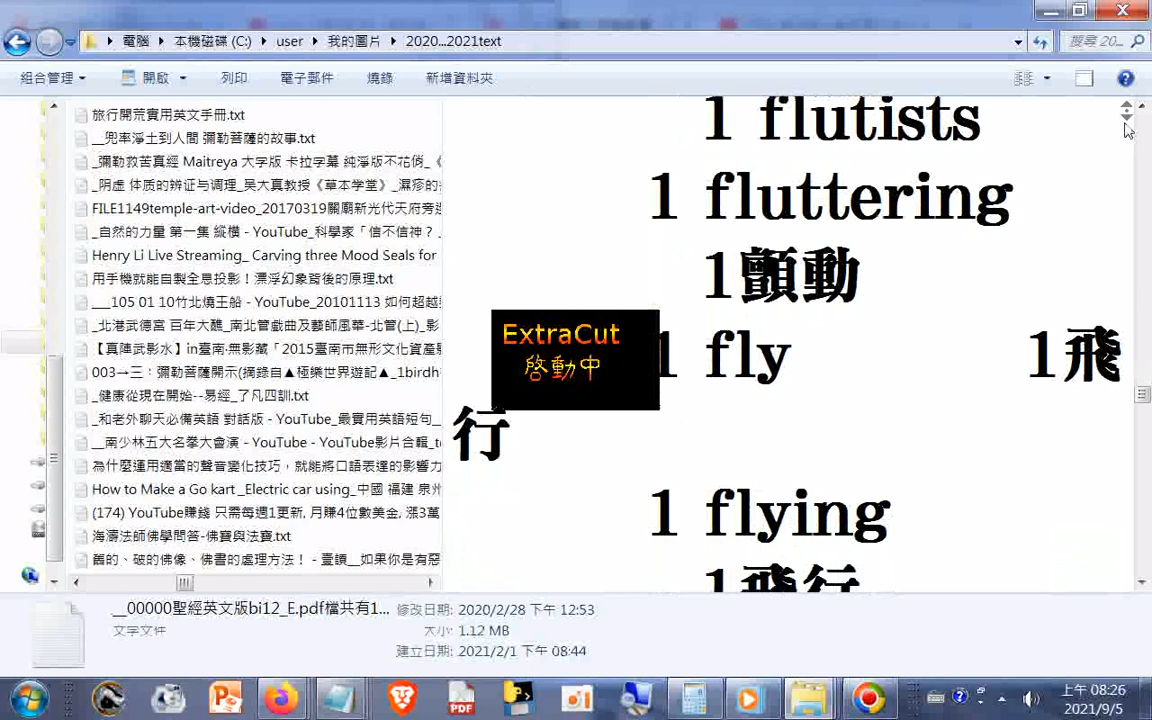 電腦 本機磁碟 (C:) user 我的圖片 2020...2021text 搜尋 20...
組合管理 開啟 列印 電子郵件 燒錄 新增資料夾
旅行開荒實用英文手冊.txt
__兜率淨土到人間 彌勒菩薩的故事.txt
_彌勒救苦真經 Maitreya 大字版 卡拉字幕 純淨版不花俏_《
_阴虚 体质的辨证与调理_吴大真教授《草本学堂》_濕疹的
FILE1149temple-art-video_20170319關廟新光代天府旁邊
_自然的力量 第一集 縱橫 - YouTube_科學家「信不信神？
Henry Li Live Streaming_ Carving three Mood Seals for
用手機就能自製全息投影！漂浮幻象背後的原理.txt
___105 01 10竹北燒王船 - YouTube_20101113 如何超越
_北港武德宮 百年大醮_南北管戲曲及藝師風華-北管(上)_影
【真陣武影水】in臺南·無影藏「2015臺南市無形文化資產
003→三：彌勒菩薩開示(摘錄自▲極樂世界遊記▲_1birdh
_健康從現在開始--易經_了凡四訓.txt
_和老外聊天必備英語 對話版 - YouTube_最實用英語短句_
__南少林五大名拳大會演 - YouTube - YouTube影片合輯_t
為什麼運用適當的聲音變化技巧，就能將口語表達的影響力
How to Make a Go kart _Electric car using_中國 福建 泉州
(174) YouTube賺錢 只需每週1更新, 月賺4位數美金, 漲3萬
海濤法師佛學問答-佛寶與法寶.txt
舊的、破的佛像、佛書的處理方法！ - 壹讀__如果你是有惡
1 flutists
1 fluttering
1顫動
1 fly 1飛
行
1 flying
1飛行
ExtraCut
啓動中
__00000聖經英文版bi12_E.pdf檔共有1... 修改日期: 2020/2/28 下午 12:53
文字文件 大小: 1.12 MB
建立日期: 2021/2/1 下午 08:44
PDF
上午 08:26
2021/9/5